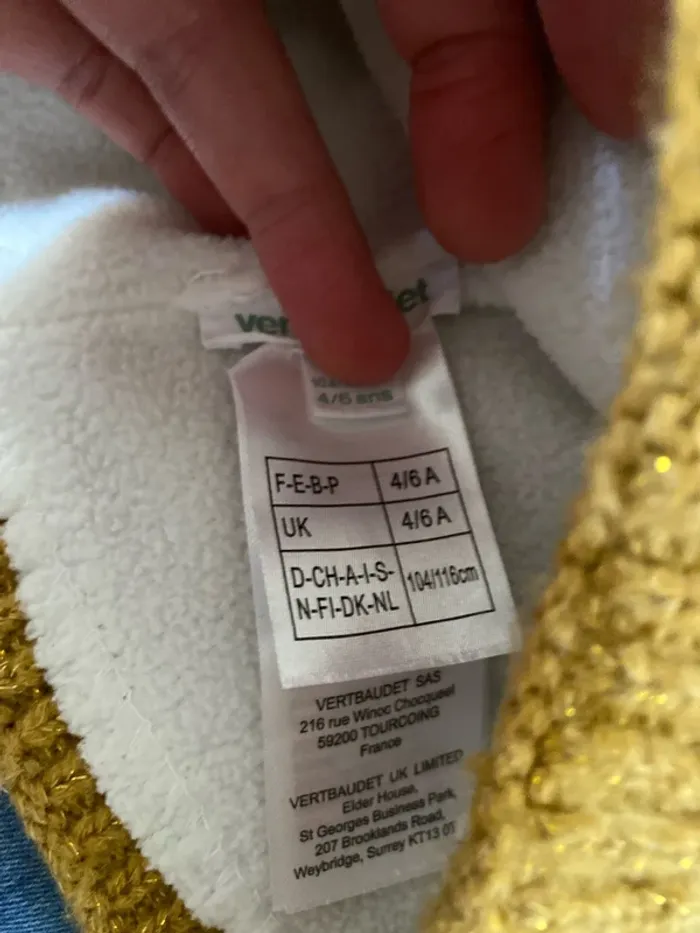 4/6 ans
F-E-B-P 4/6 A
UK 4/6 A
D-CH-A-I-S- 104/116cm
N-FI-DK-NL
VERTBAUDET SAS
216 rue Winoc Chocqueel
59200 TOURCOING
France
VERTBAUDET UK LIMITED
Elder House,
St Georges Business Park,
207 Brooklands Road,
Weybridge, Surrey KT13 0T